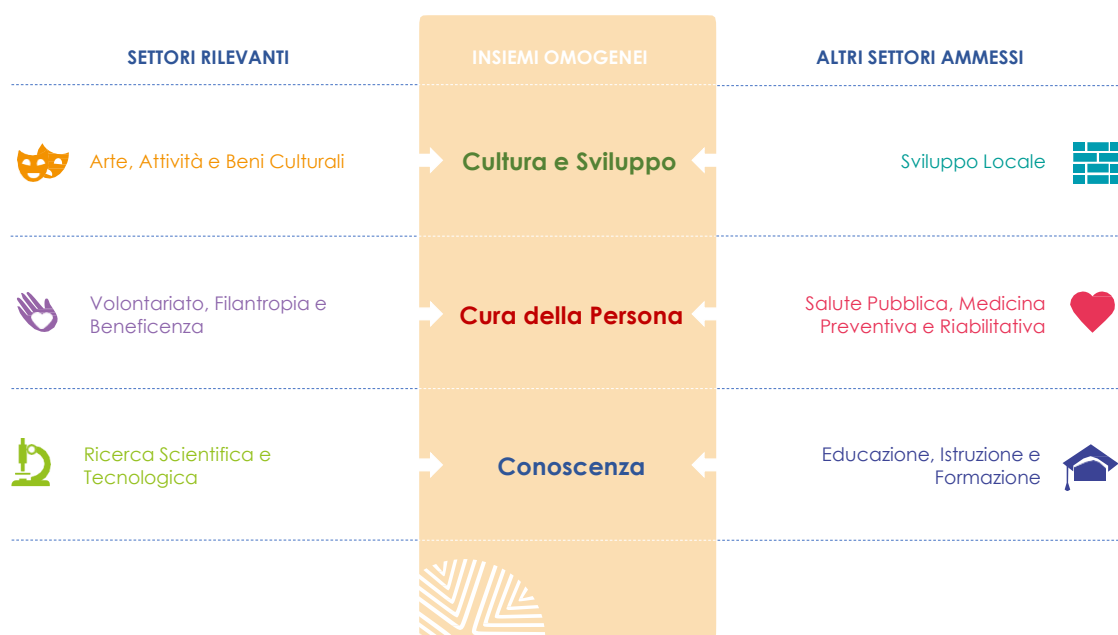 SETTORI RILEVANTI
INSIEMI OMOGENEI
ALTRI SETTORI AMMESSI
Arte, Attività e Beni Culturali
Cultura e Sviluppo
Sviluppo Locale
Volontariato, Filantropia e
Beneficenza
Cura della Persona
Salute Pubblica, Medicina
Preventiva e Riabilitativa
Ricerca Scientifica e
Tecnologica
Conoscenza
Educazione, Istruzione e
Formazione